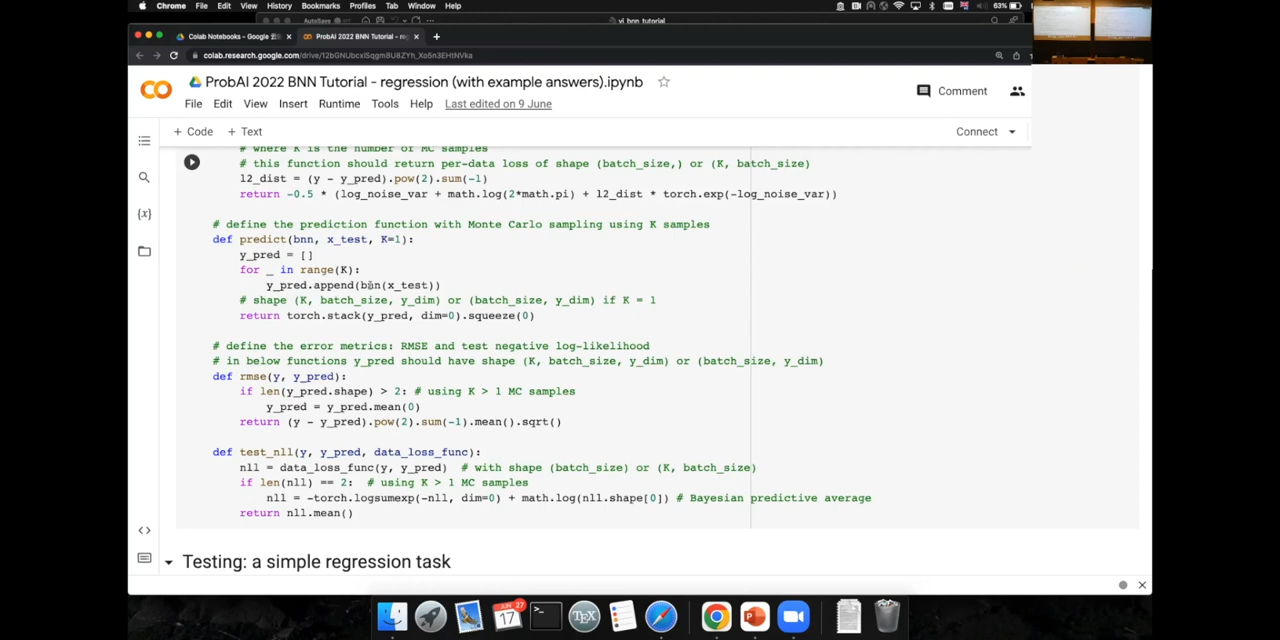 Chrome File Edit View History Bookmarks Profiles Tab Window Help 63%
AutoSave vi_bnn_tutorial
Colab Notebooks - Google × ProbAI 2022 BNN Tutorial - re × +
colab.research.google.com/drive/
ProbAI 2022 BNN Tutorial - regression (with example answers).ipynb
File Edit View Insert Runtime Tools Help Last edited on 9 June
Comment
+ Code + Text
Connect
# where K is the number of MC samples
# this function should return per-data loss of shape (batch_size,) or (K, batch_size)
l2_dist = (y - y_pred).pow(2).sum(-1)
return -0.5 * (log_noise_var + math.log(2*math.pi) + l2_dist * torch.exp(-log_noise_var))
# define the prediction function with Monte Carlo sampling using K samples
def predict(bnn, x_test, K=1):
y_pred = []
for _ in range(K):
y_pred.append(bnn(x_test))
# shape (K, batch_size, y_dim) or (batch_size, y_dim) if K = 1
return torch.stack(y_pred, dim=0).squeeze(0)
# define the error metrics: RMSE and test negative log-likelihood
# in below functions y_pred should have shape (K, batch_size, y_dim) or (batch_size, y_dim)
def rmse(y, y_pred):
if len(y_pred.shape) > 2: # using K > 1 MC samples
y_pred = y_pred.mean(0)
return (y - y_pred).pow(2).sum(-1).mean().sqrt()
def test_nll(y, y_pred, data_loss_func):
nll = data_loss_func(y, y_pred) # with shape (batch_size) or (K, batch_size)
if len(nll) == 2: # using K > 1 MC samples
nll = -torch.logsumexp(-nll, dim=0) + math.log(nll.shape[0]) # Bayesian predictive average
return nll.mean()
Testing: a simple regression task
JUN 27
17
TEX